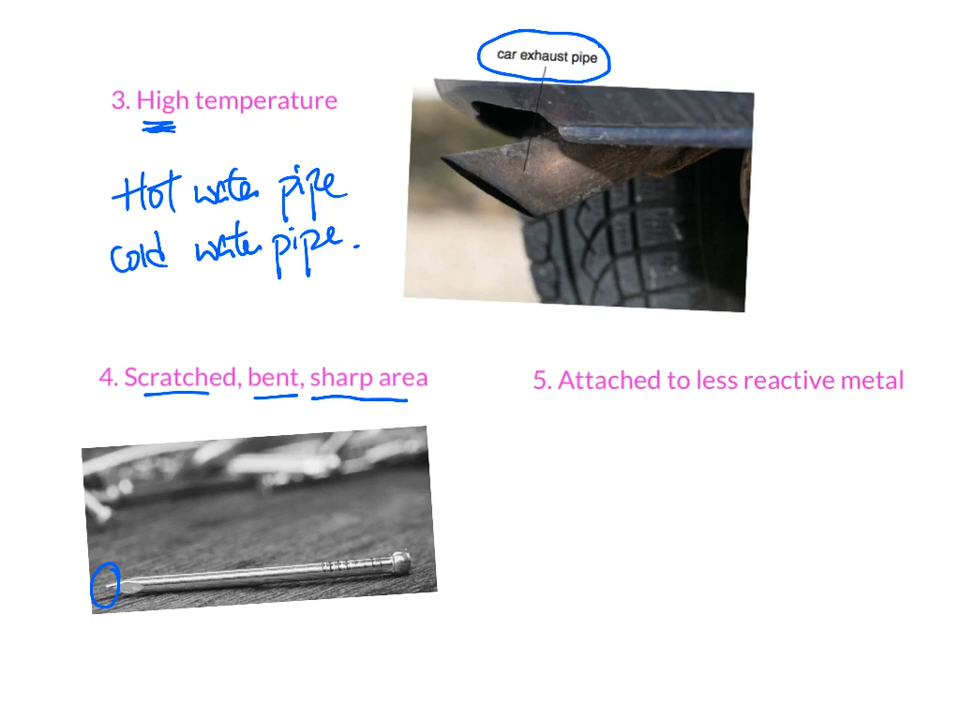 car exhaust pipe
3. High temperature
Hot water pipe
cold water pipe.
4. Scratched, bent, sharp area
5. Attached to less reactive metal